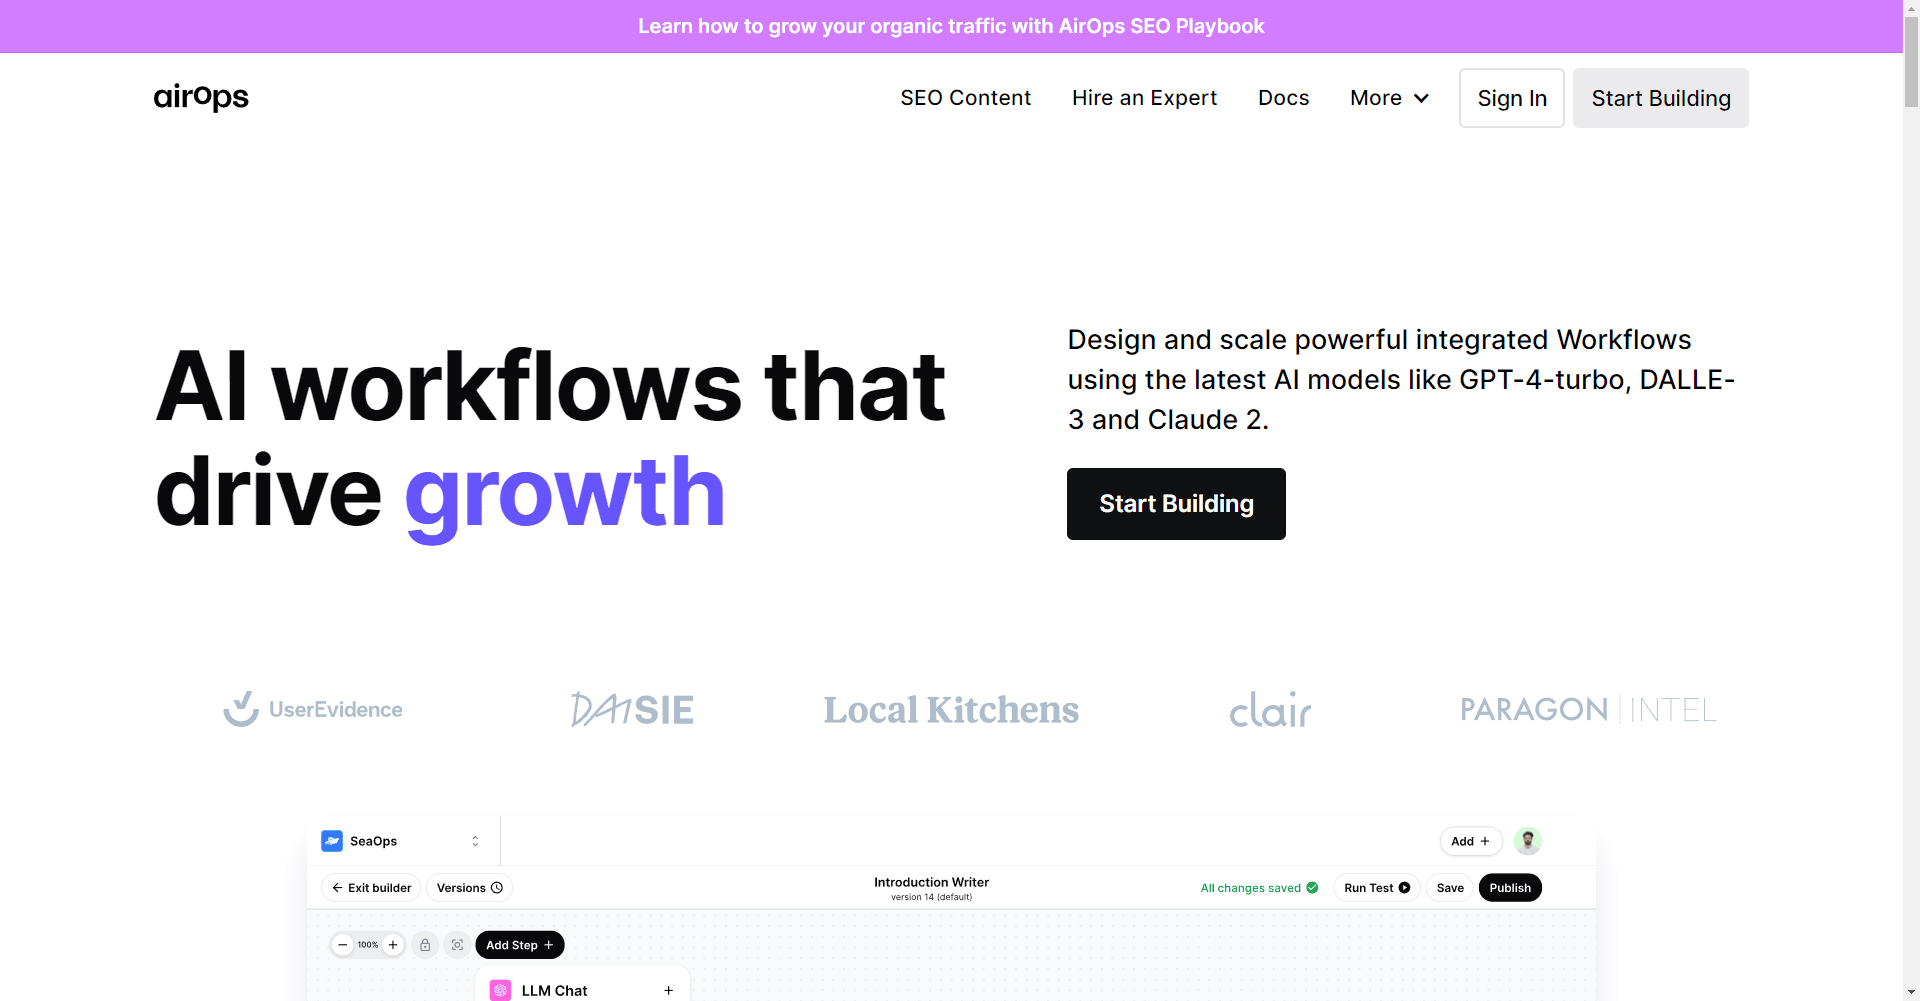 Learn how to grow your organic traffic with AirOps SEO Playbook
airOps
SEO Content
Hire an Expert
Docs
More
Sign In
Start Building
AI workflows that
drive growth
Design and scale powerful integrated Workflows
using the latest AI models like GPT-4-turbo, DALLE-
3 and Claude 2.
Start Building
UserEvidence
DAISIE
Local Kitchens
clair
PARAGON | INTEL
SeaOps
Add +
Exit builder
Versions
Introduction Writer
version 14 (default)
All changes saved
Run Test
Save
Publish
− 100% +
Add Step +
LLM Chat +